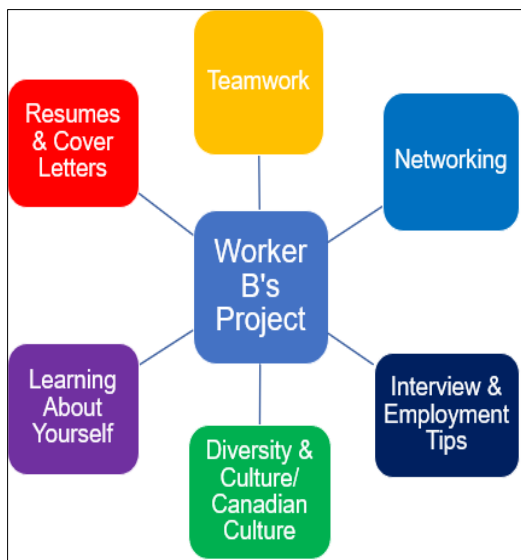 Teamwork
Resumes
& Cover
Letters
Networking
Worker
B's
Project
Learning
About
Yourself
Interview &
Employment
Tips
Diversity &
Culture/
Canadian
Culture